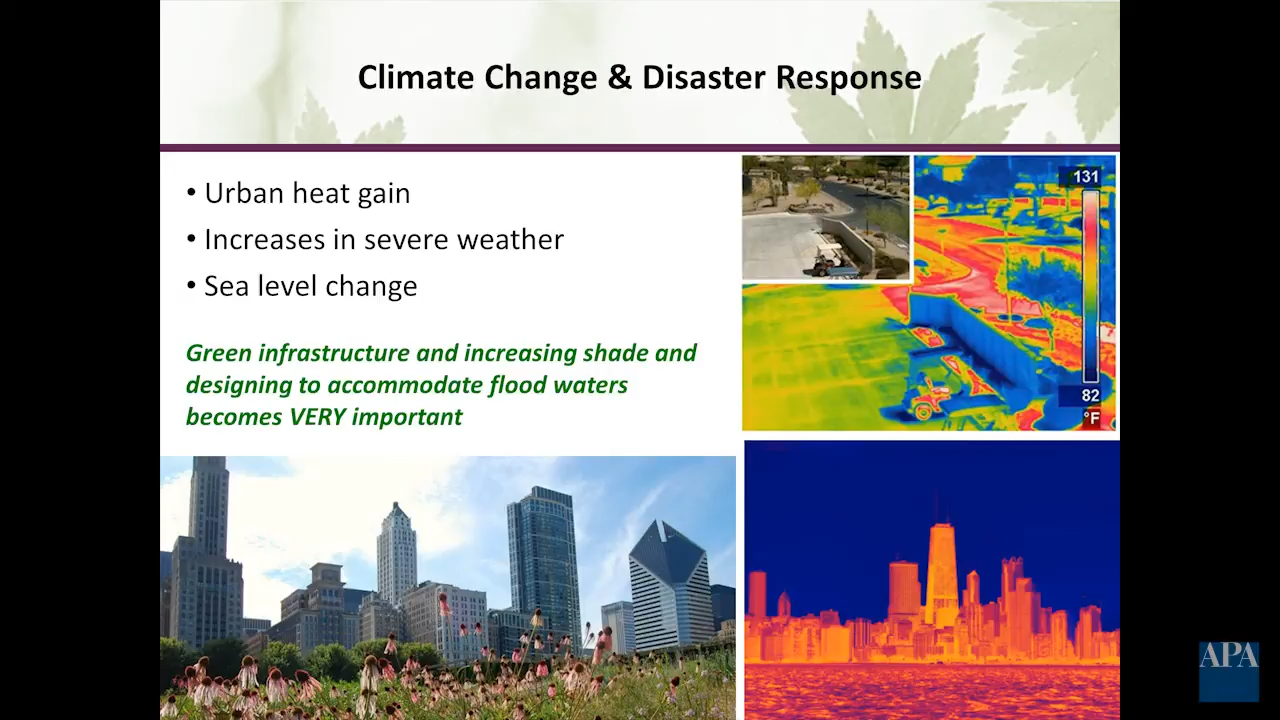 Climate Change & Disaster Response
• Urban heat gain
• Increases in severe weather
• Sea level change
Green infrastructure and increasing shade and
designing to accommodate flood waters
becomes VERY important
131
82
°F
APA